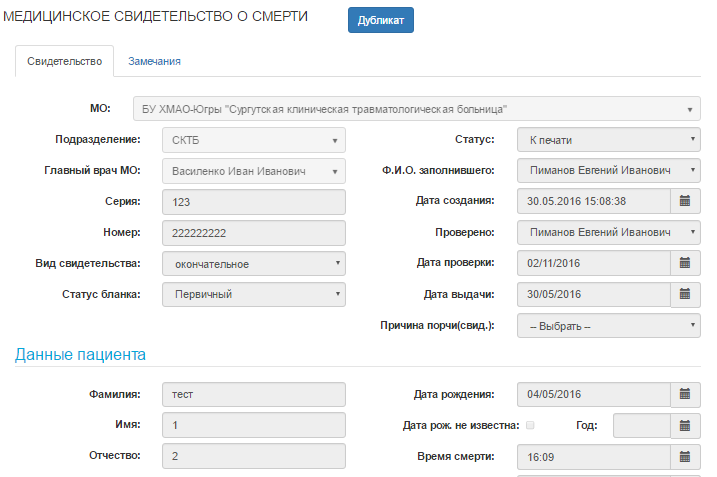 МЕДИЦИНСКОЕ СВИДЕТЕЛЬСТВО О СМЕРТИ Дубликат
Свидетельство Замечания
МО: БУ ХМАО-Югры "Сургутская клиническая травматологическая больница"
Подразделение: СКТБ Статус: К печати
Главный врач МО: Василенко Иван Иванович Ф.И.О. заполнившего: Пиманов Евгений Иванович
Серия: 123 Дата создания: 30.05.2016 15:08:38
Номер: 222222222 Проверено: Пиманов Евгений Иванович
Вид свидетельства: окончательное Дата проверки: 02/11/2016
Статус бланка: Первичный Дата выдачи: 30/05/2016
Причина порчи(свид.): -- Выбрать --
Данные пациента
Фамилия: тест Дата рождения: 04/05/2016
Имя: 1 Дата рож. не известна: Год:
Отчество: 2 Время смерти: 16:09